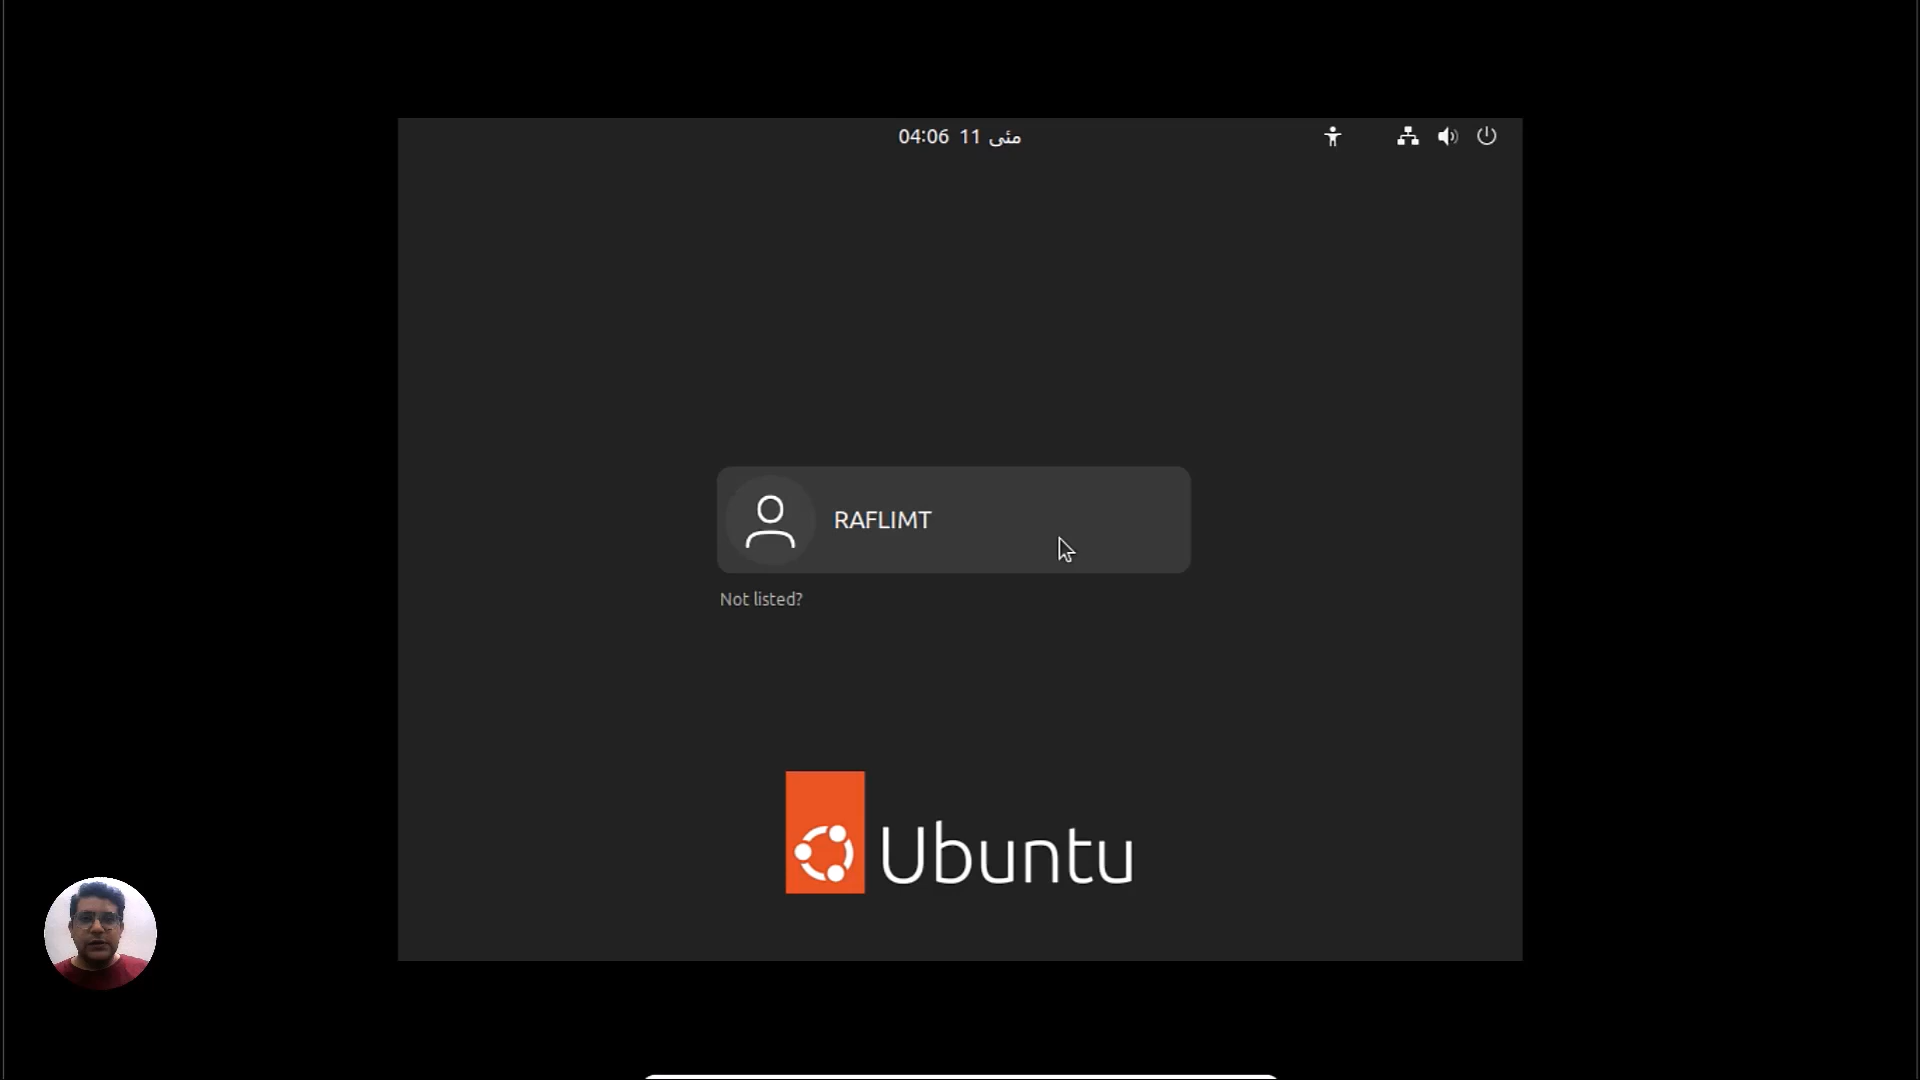 04:06 11 مئی
RAFLIMT
Not listed?
Ubuntu